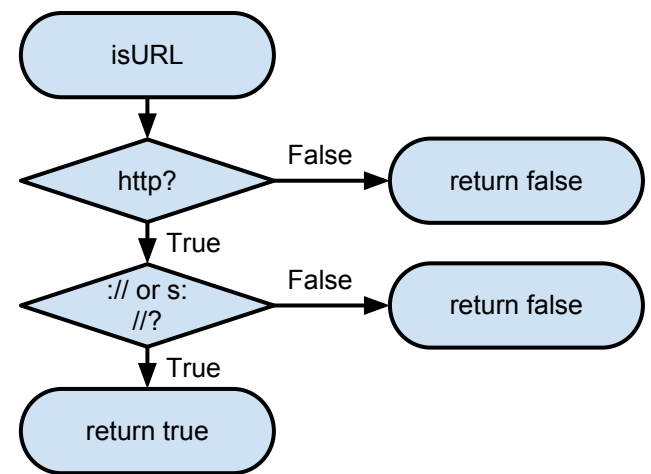 isURL
http?
False
return false
True
:// or s:
//?
False
return false
True
return true